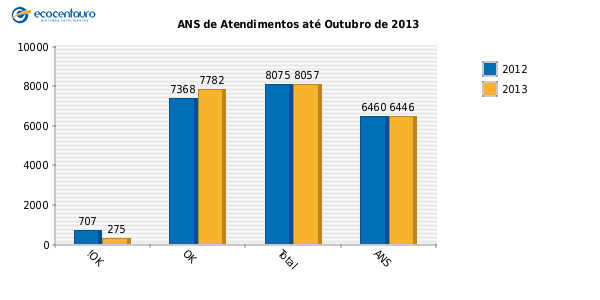 ecocentauro
ANS de Atendimentos até Outubro de 2013
10000
8000
6000
4000
2000
0
707
275
7368
7782
8075
8057
6460
6446
!OK
OK
Total
ANS
2012
2013